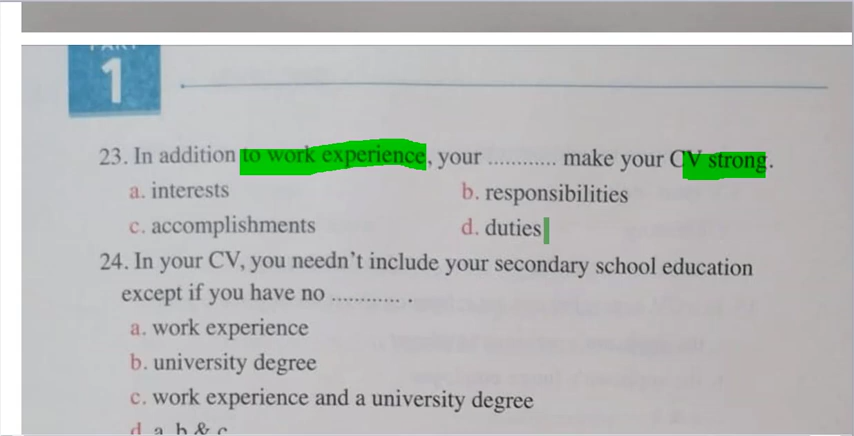 1
23. In addition to work experience, your ............ make your CV strong.
a. interests
b. responsibilities
c. accomplishments
d. duties
24. In your CV, you needn't include your secondary school education
except if you have no ............ .
a. work experience
b. university degree
c. work experience and a university degree
d. a, b & c